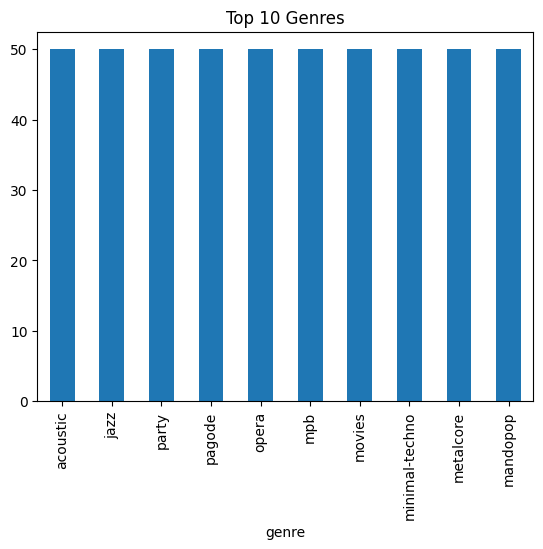 Top 10 Genres
50
40
30
20
10
0
acoustic
jazz
party
pagode
opera
mpb
movies
minimal-techno
metalcore
mandopop
genre